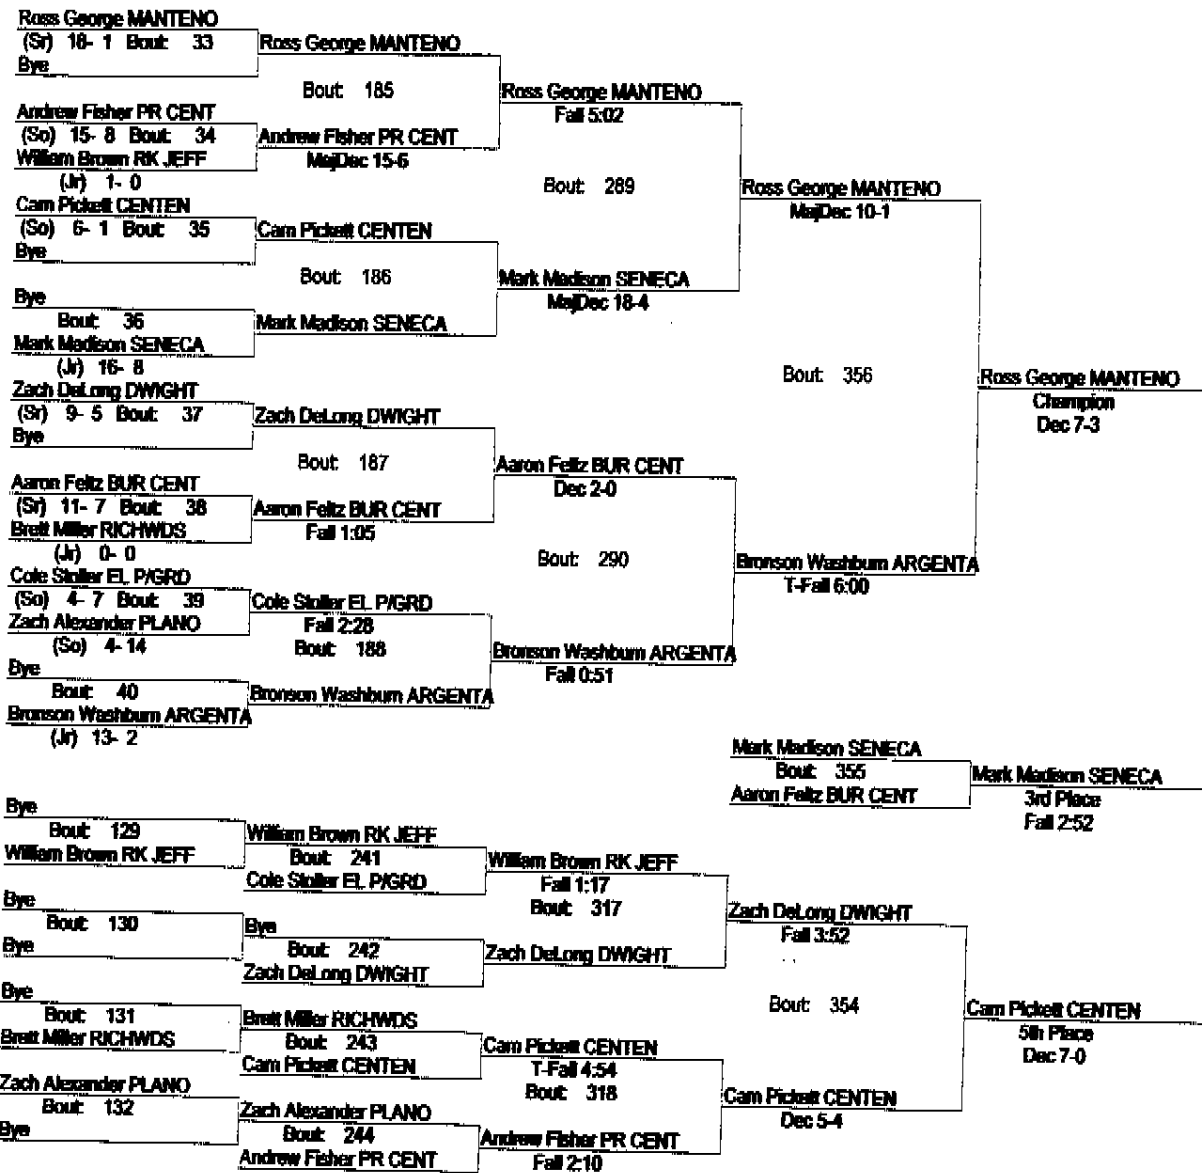 Ross George MANTENO
(Sr) 18- 1 Bout: 33
Bye
Ross George MANTENO
Bout: 185
Andrew Fisher PR CENT
(So) 15- 8 Bout: 34
William Brown RK JEFF
(Jr) 1- 0
Andrew Fisher PR CENT
MajDec 15-6
Ross George MANTENO
Fall 5:02
Bout: 289
Cam Pickett CENTEN
(So) 6- 1 Bout: 35
Bye
Cam Pickett CENTEN
Bout: 186
Bye
Bout: 36
Mark Madison SENECA
(Jr) 16- 8
Mark Madison SENECA
Mark Madison SENECA
MajDec 18-4
Ross George MANTENO
MajDec 10-1
Bout: 356
Ross George MANTENO
Champion
Dec 7-3
Zach DeLong DWIGHT
(Sr) 9- 5 Bout: 37
Bye
Zach DeLong DWIGHT
Bout: 187
Aaron Feltz BUR CENT
(Sr) 11- 7 Bout: 38
Brett Miller RICHWDS
(Jr) 0- 0
Aaron Feltz BUR CENT
Fall 1:05
Aaron Feltz BUR CENT
Dec 2-0
Bout: 290
Cole Stoller EL P/GRD
(So) 4- 7 Bout: 39
Zach Alexander PLANO
(So) 4- 14
Cole Stoller EL P/GRD
Fall 2:28
Bout: 188
Bye
Bout: 40
Bronson Washburn ARGENTA
(Jr) 13- 2
Bronson Washburn ARGENTA
Bronson Washburn ARGENTA
Fall 0:51
Bronson Washburn ARGENTA
T-Fall 6:00
Mark Madison SENECA
Bout: 355
Aaron Feltz BUR CENT
Mark Madison SENECA
3rd Place
Fall 2:52
Bye
Bout: 129
William Brown RK JEFF
William Brown RK JEFF
Bout: 241
Cole Stoller EL P/GRD
William Brown RK JEFF
Fall 1:17
Bout: 317
Bye
Bout: 130
Bye
Bye
Bout: 242
Zach DeLong DWIGHT
Zach DeLong DWIGHT
Zach DeLong DWIGHT
Fall 3:52
Bout: 354
Bye
Bout: 131
Brett Miller RICHWDS
Brett Miller RICHWDS
Bout: 243
Cam Pickett CENTEN
Cam Pickett CENTEN
T-Fall 4:54
Bout: 318
Zach Alexander PLANO
Bout: 132
Bye
Zach Alexander PLANO
Bout: 244
Andrew Fisher PR CENT
Andrew Fisher PR CENT
Fall 2:10
Cam Pickett CENTEN
Dec 5-4
Cam Pickett CENTEN
5th Place
Dec 7-0